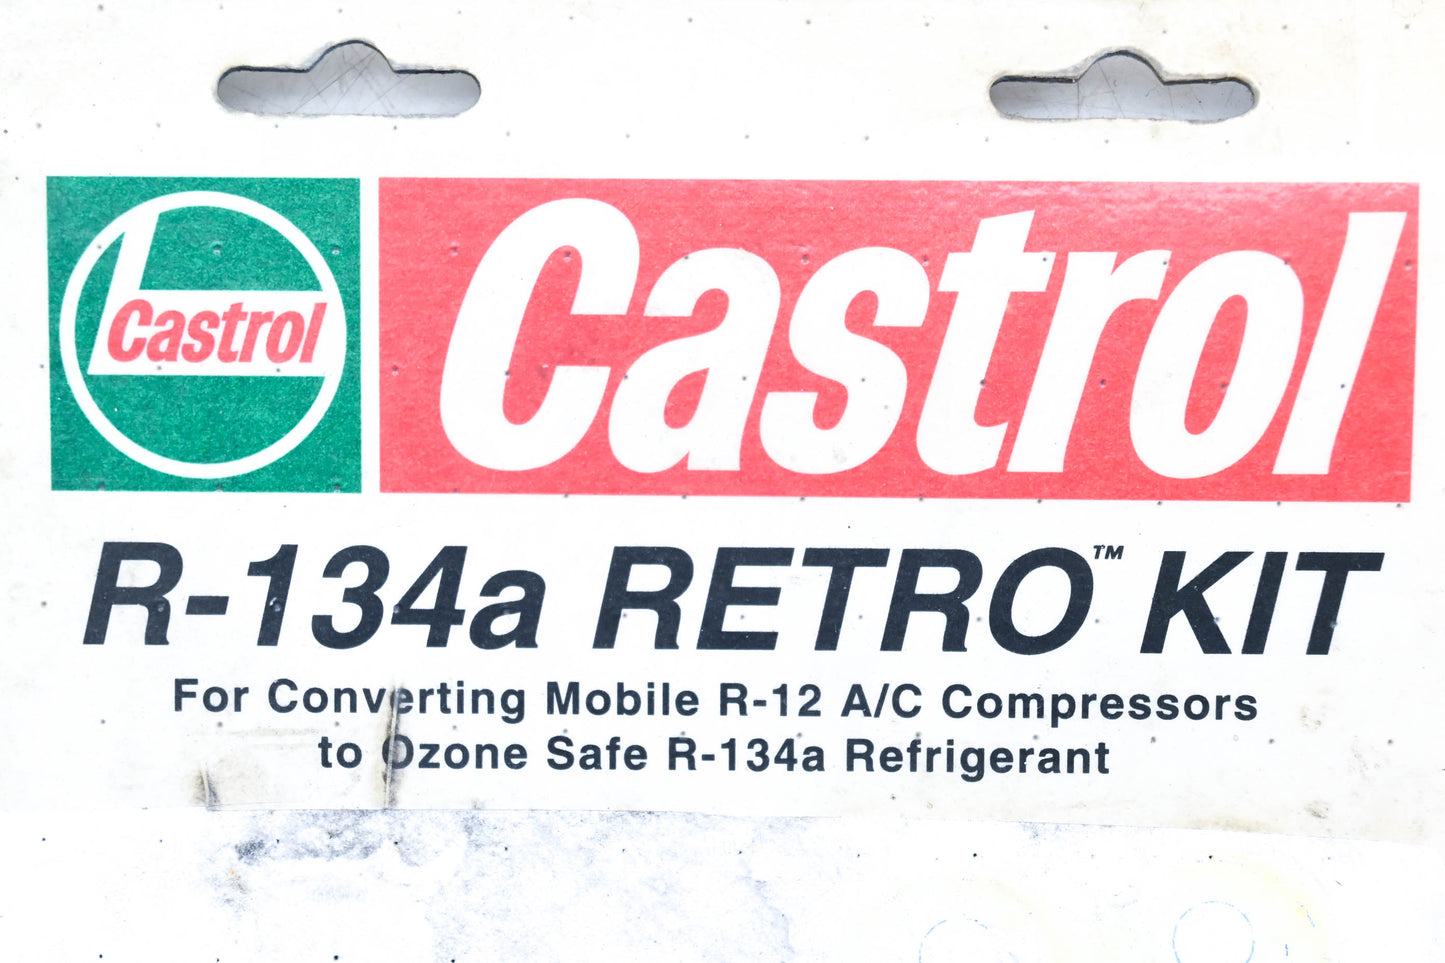 Castrol
Castrol
R-134a RETRO™ KIT
For Converting Mobile R-12 A/C Compressors
to Ozone Safe R-134a Refrigerant